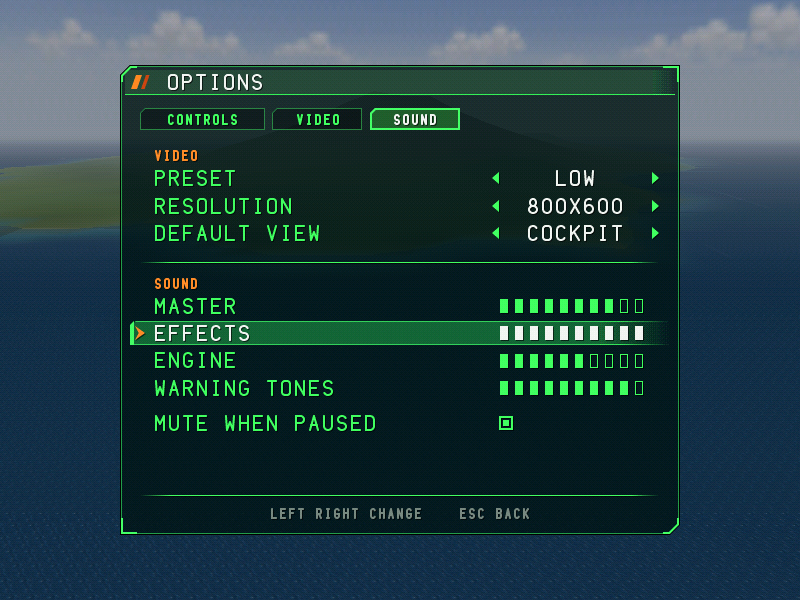 OPTIONS
CONTROLS VIDEO SOUND
VIDEO
PRESET LOW
RESOLUTION 800X600
DEFAULT VIEW COCKPIT
SOUND
MASTER
EFFECTS
ENGINE
WARNING TONES
MUTE WHEN PAUSED
LEFT RIGHT CHANGE ESC BACK